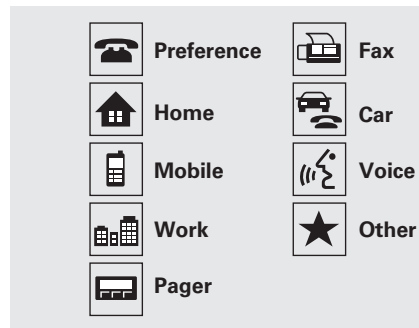 Preference
Home
Mobile
Work
Pager
Fax
Car
Voice
Other